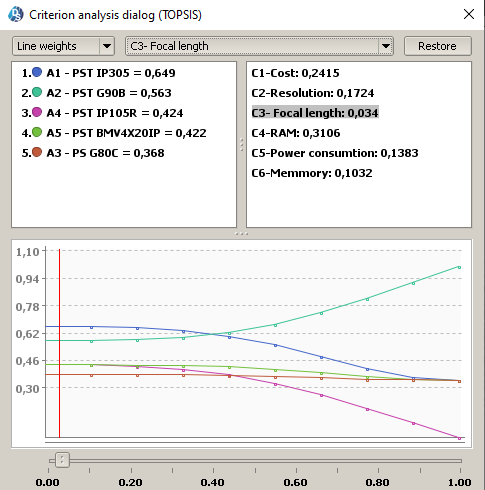 Criterion analysis dialog (TOPSIS)
Line weights
C3- Focal length
Restore
1. A1 - PST IP305 = 0,649
2. A2 - PST G90B = 0,563
3. A4 - PST IP105R = 0,424
4. A5 - PST BMV4X20IP = 0,422
5. A3 - PS G80C = 0,368
C1-Cost: 0,2415
C2-Resolution: 0,1724
C3- Focal length: 0,034
C4-RAM: 0,3106
C5-Power consumtion: 0,1383
C6-Memmory: 0,1032
1,10
0,94
0,78
0,62
0,46
0,30
0.00 0.20 0.40 0.60 0.80 1.00